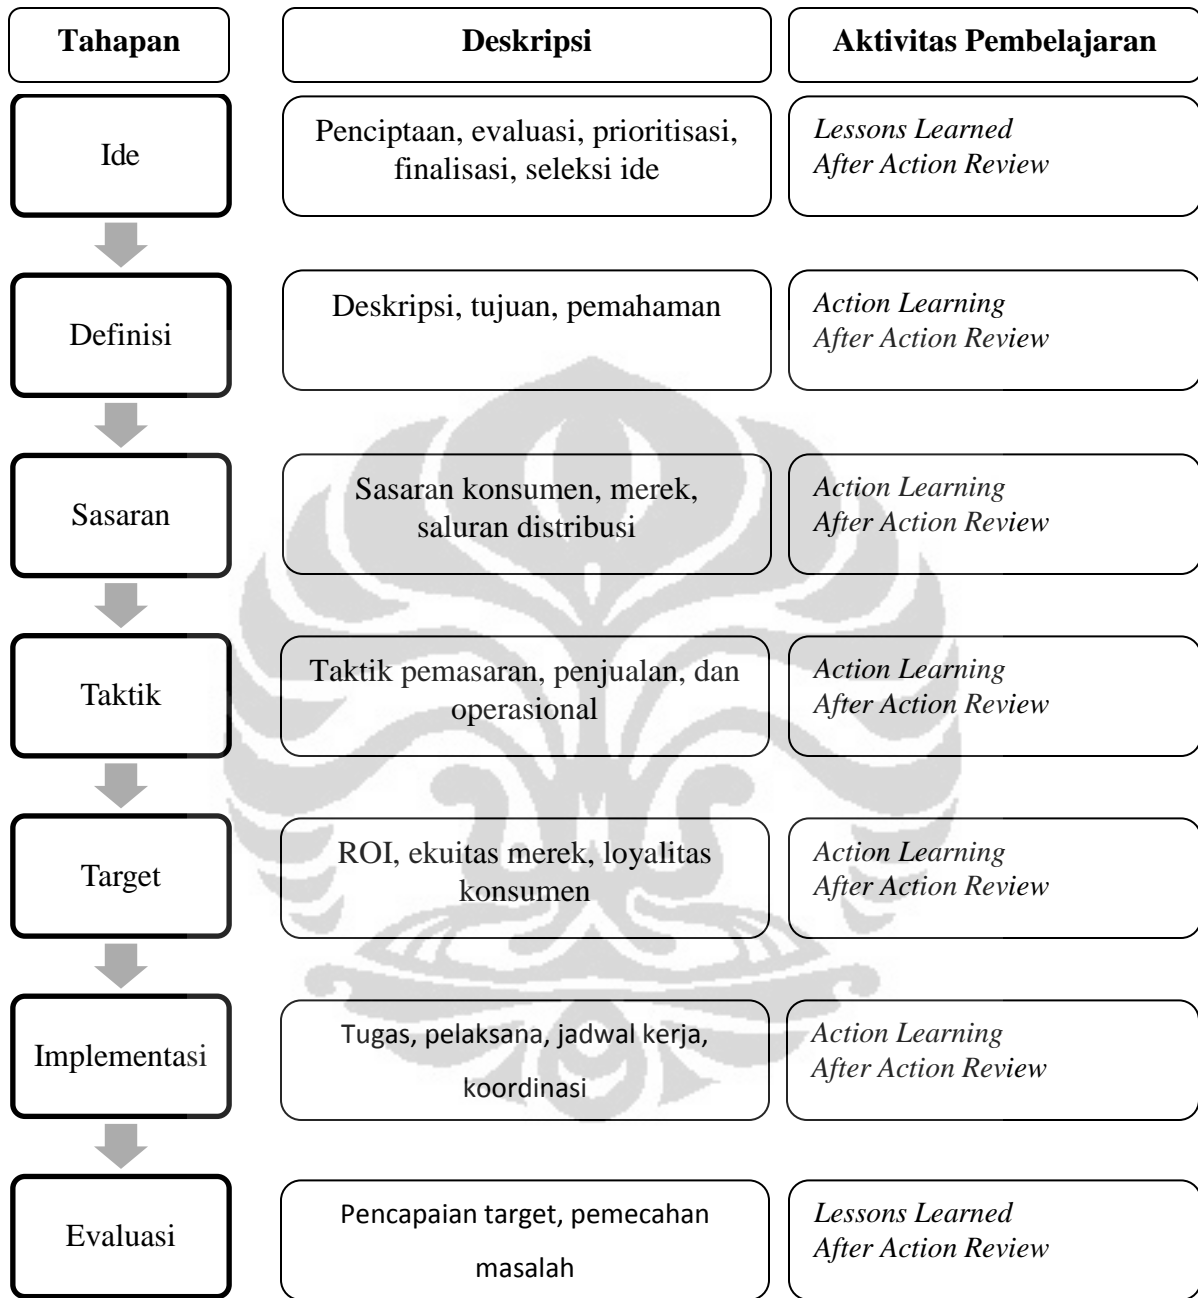 Tahapan
Deskripsi
Aktivitas Pembelajaran
Ide
Penciptaan, evaluasi, prioritisasi,
finalisasi, seleksi ide
Lessons Learned
After Action Review
Definisi
Deskripsi, tujuan, pemahaman
Action Learning
After Action Review
Sasaran
Sasaran konsumen, merek,
saluran distribusi
Action Learning
After Action Review
Taktik
Taktik pemasaran, penjualan, dan
operasional
Action Learning
After Action Review
Target
ROI, ekuitas merek, loyalitas
konsumen
Action Learning
After Action Review
Implementasi
Tugas, pelaksana, jadwal kerja,
koordinasi
Action Learning
After Action Review
Evaluasi
Pencapaian target, pemecahan
masalah
Lessons Learned
After Action Review